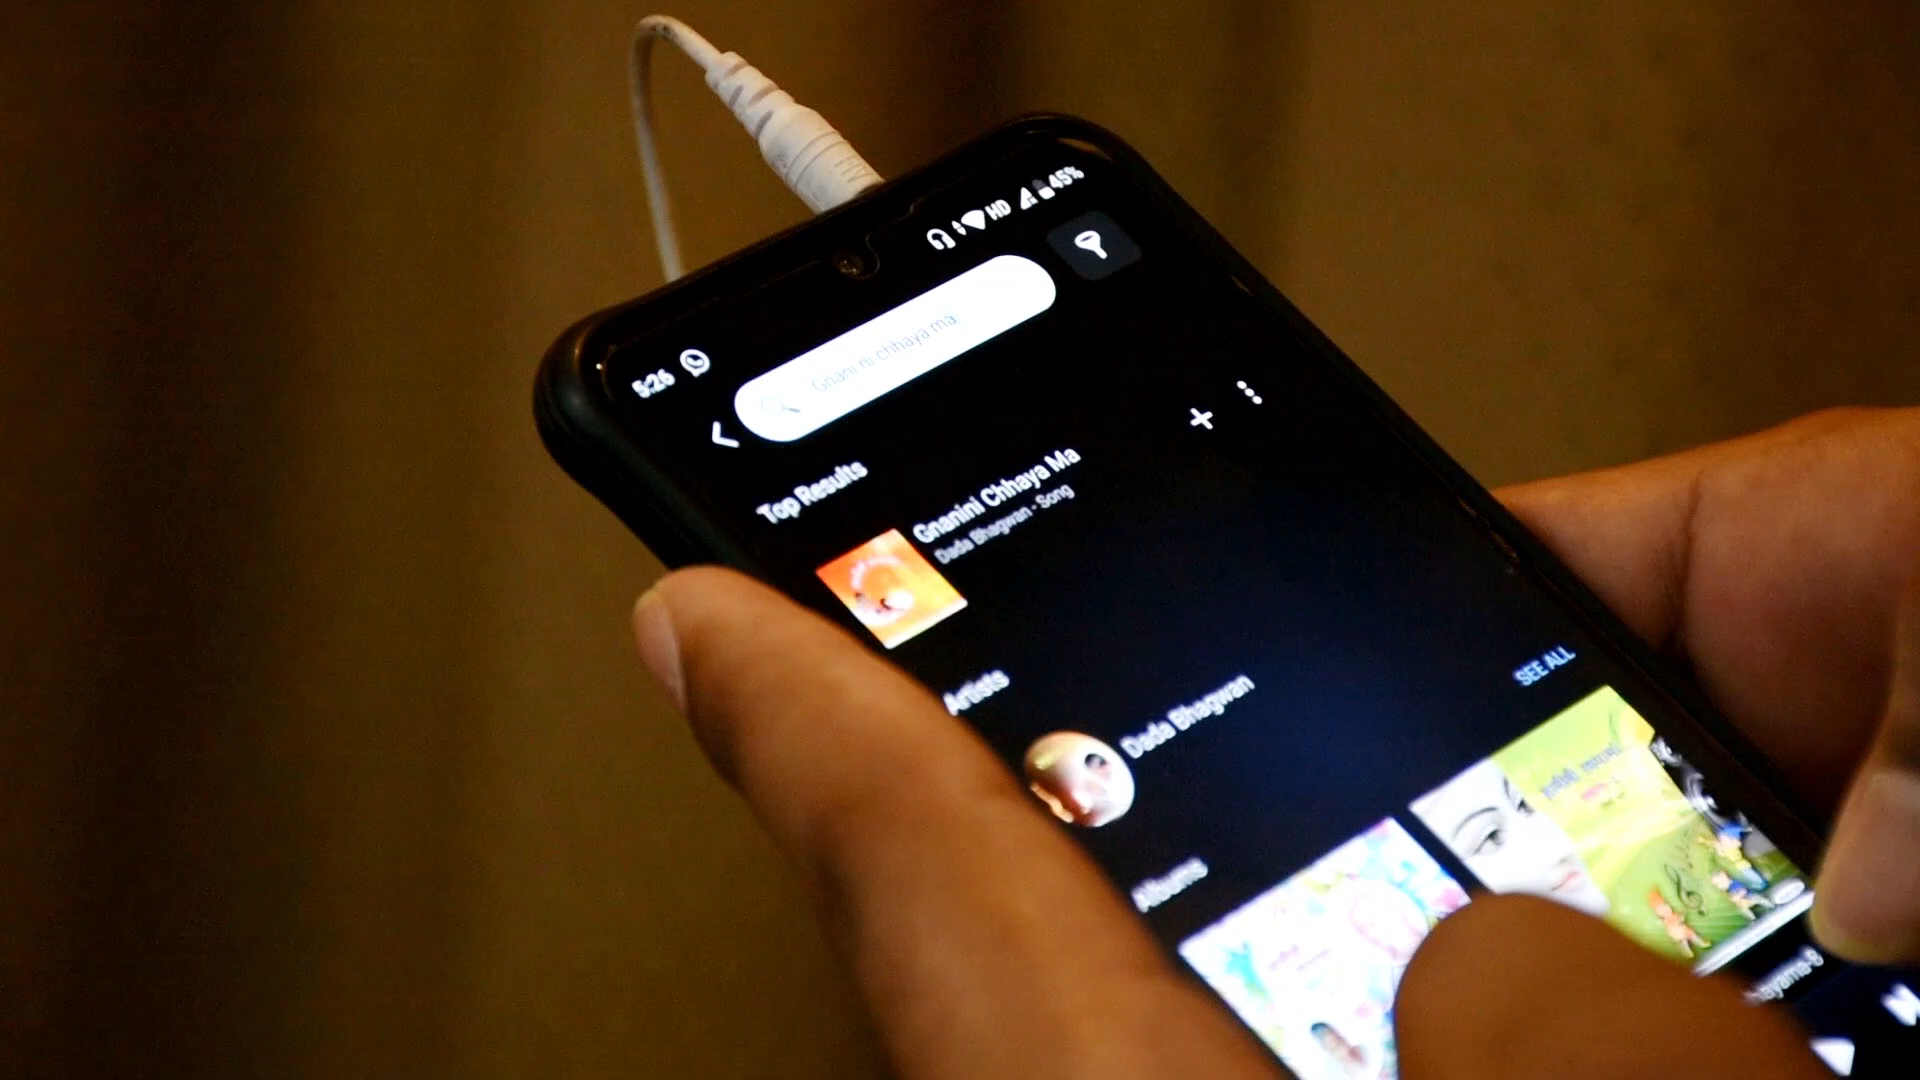 5:26
HD 45%
Gnani ni chhaya ma
Top Results
Gnanini Chhaya Ma
Dada Bhagwan - Song
Artists
SEE ALL
Dada Bhagwan
Albums